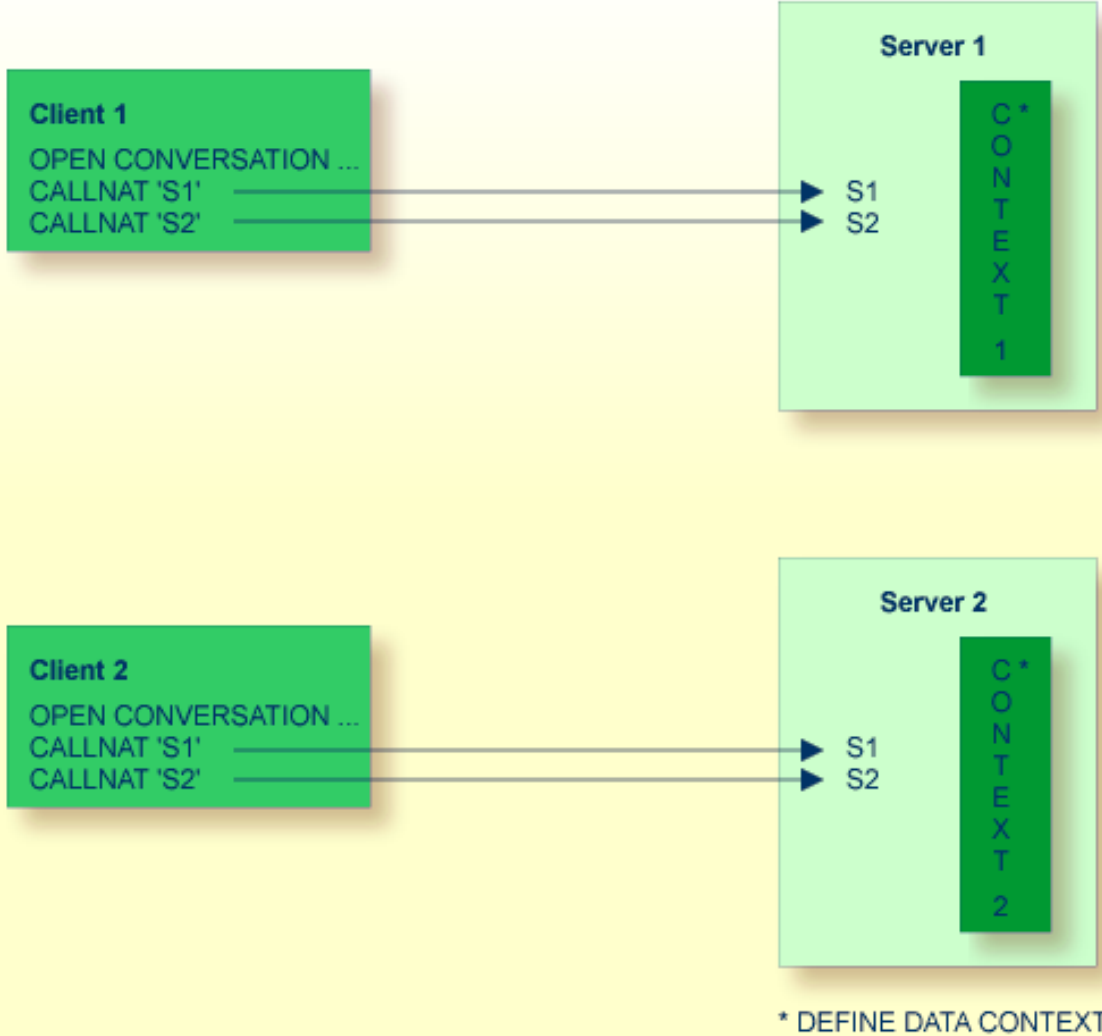 Server 1
Client 1
OPEN CONVERSATION ...
CALLNAT 'S1'
CALLNAT 'S2'
S1
S2
C *
O
N
T
E
X
T
1
Server 2
Client 2
OPEN CONVERSATION ...
CALLNAT 'S1'
CALLNAT 'S2'
S1
S2
C *
O
N
T
E
X
T
2
* DEFINE DATA CONTEXT